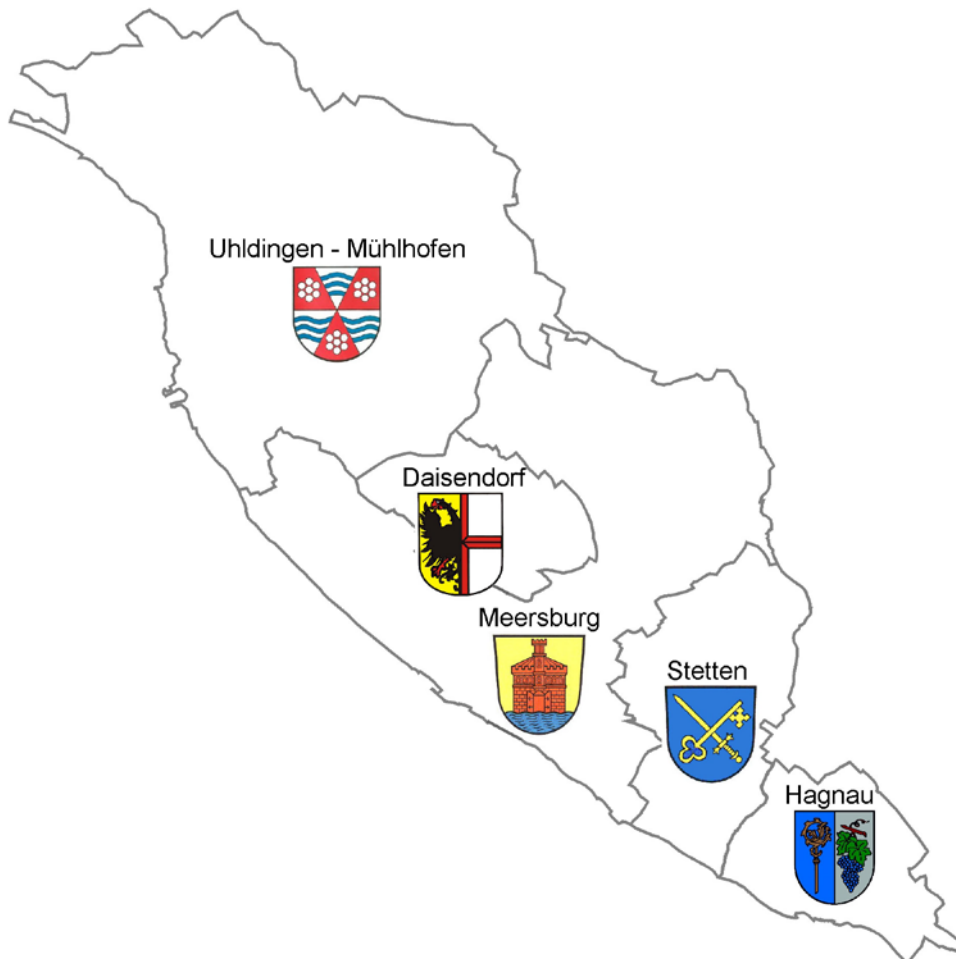 Uhldingen - Mühlhofen
Daisendorf
Meersburg
Stetten
Hagnau